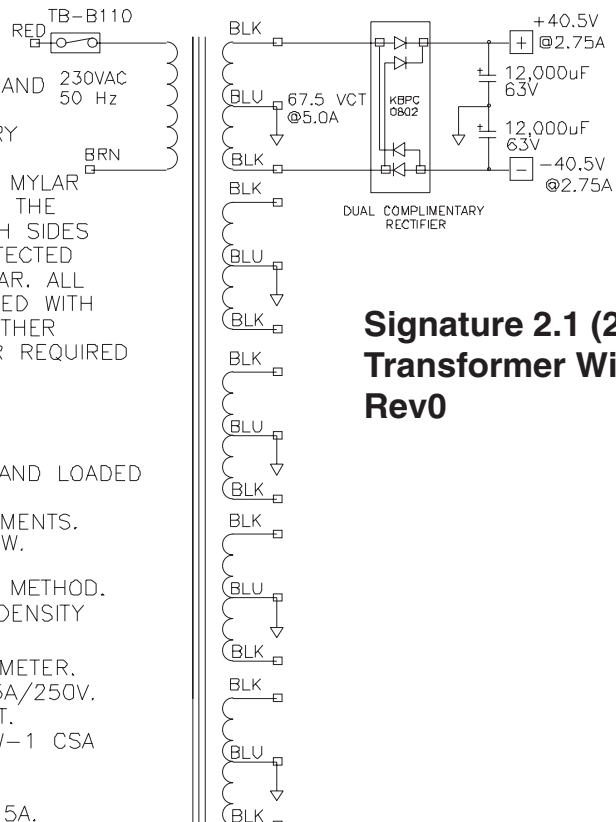 TB-B110
RED
230VAC
50 Hz
BRN
AND
RY
MYLAR
THE
H SIDES
TECTED
AR. ALL
ED WITH
THER
R REQUIRED
AND LOADED
MENTS.
W.
METHOD.
DENSITY
METER.
5A/250V.
T.
V-1 CSA
5A.
BLK
BLU
BLK
67.5 VCT
@5.0A
KBPC
0802
DUAL COMPLIMENTARY
RECTIFIER
+40.5V
+ @2.75A
+ 12,000uF
63V
+ 12,000uF
63V
- -40.5V
@2.75A
BLK
BLU
BLK
BLK
BLU
BLK
BLK
BLU
BLK
BLK
BLU
BLK
Signature 2.1 (2
Transformer Wi
Rev0